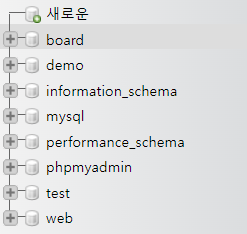 새로운
board
demo
information_schema
mysql
performance_schema
phpmyadmin
test
web